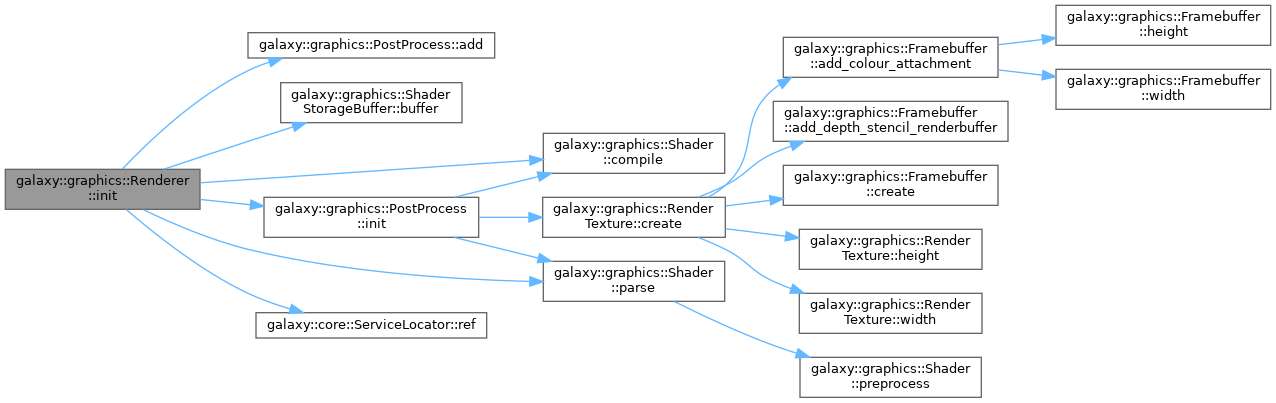 galaxy::graphics::Renderer
::init
galaxy::graphics::PostProcess::add
galaxy::graphics::Shader
StorageBuffer::buffer
galaxy::graphics::Shader
::compile
galaxy::graphics::PostProcess
::init
galaxy::graphics::Render
Texture::create
galaxy::graphics::Framebuffer
::add_colour_attachment
galaxy::graphics::Framebuffer
::height
galaxy::graphics::Framebuffer
::width
galaxy::graphics::Framebuffer
::add_depth_stencil_renderbuffer
galaxy::graphics::Framebuffer
::create
galaxy::graphics::Render
Texture::height
galaxy::graphics::Render
Texture::width
galaxy::graphics::Shader
::parse
galaxy::graphics::Shader
::preprocess
galaxy::core::ServiceLocator::ref